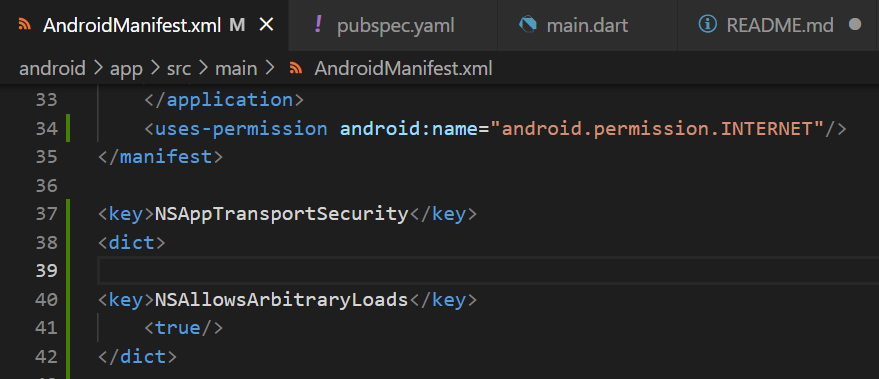 AndroidManifest.xml M × ! pubspec.yaml main.dart README.md
android > app > src > main > AndroidManifest.xml
33 </application>
34 <uses-permission android:name="android.permission.INTERNET"/>
35 </manifest>
36
37 <key>NSAppTransportSecurity</key>
38 <dict>
39
40 <key>NSAllowsArbitraryLoads</key>
41 <true/>
42 </dict>